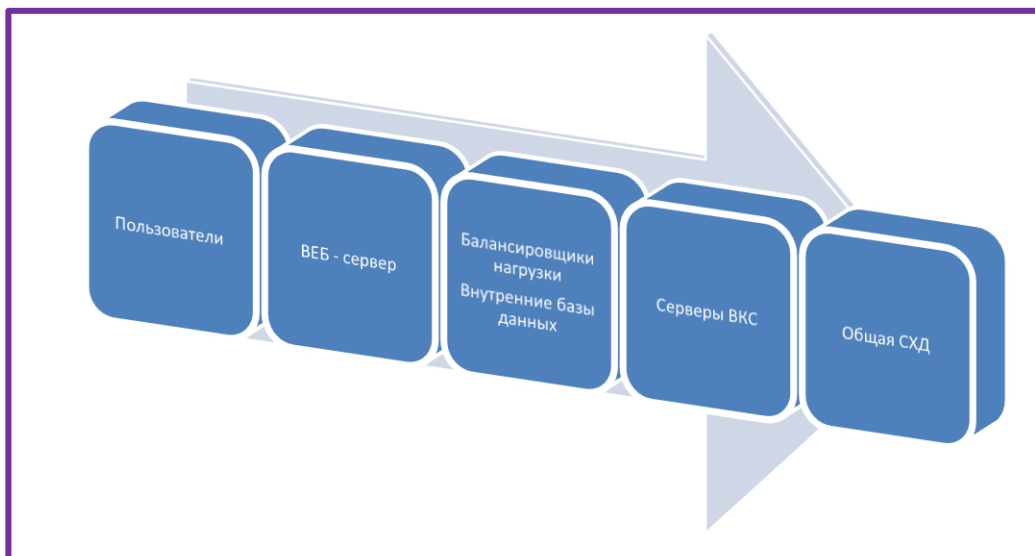 Пользователи
ВЕБ - сервер
Балансировщики
нагрузки
Внутренние базы
данных
Серверы ВКС
Общая СХД